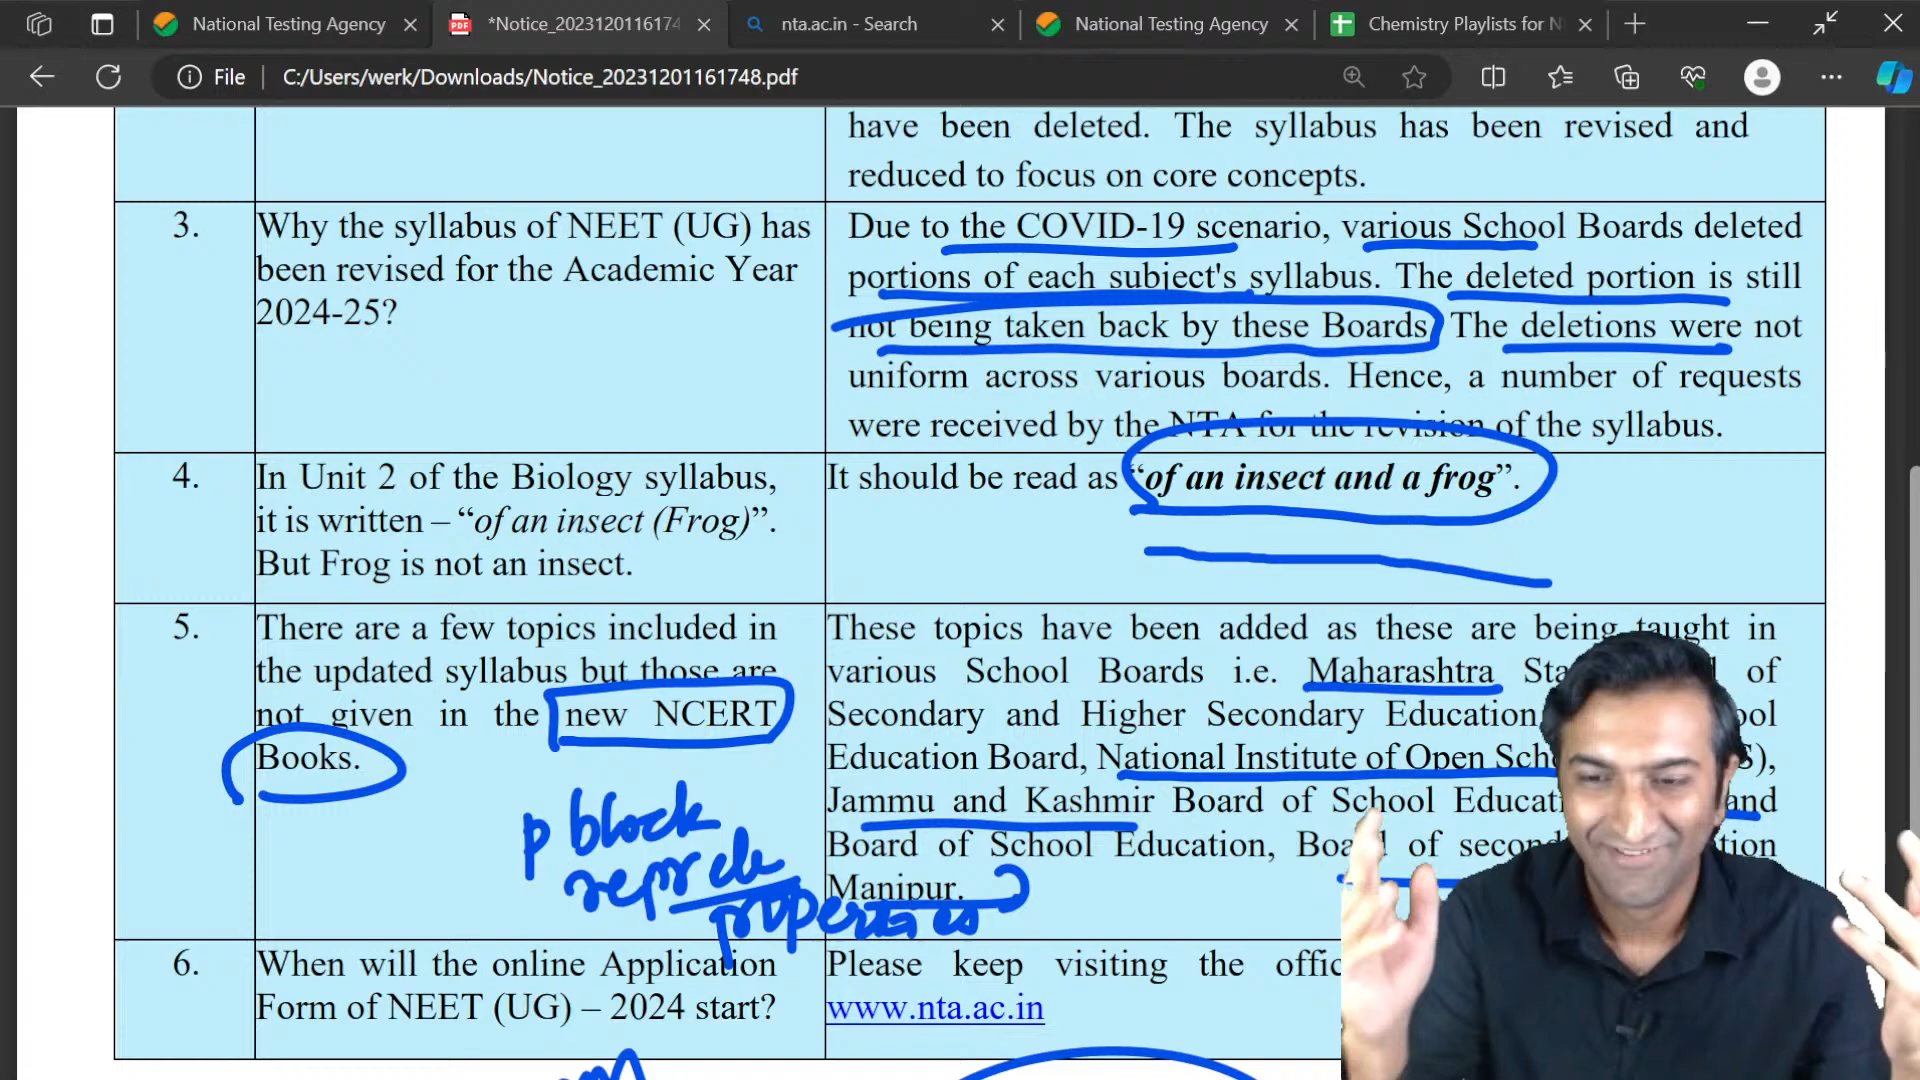 National Testing Agency
*Notice_2023120116174
nta.ac.in - Search
National Testing Agency
Chemistry Playlists for N
File
C:/Users/werk/Downloads/Notice_20231201161748.pdf
have been deleted. The syllabus has been revised and
reduced to focus on core concepts.
3.
Why the syllabus of NEET (UG) has
been revised for the Academic Year
2024-25?
Due to the COVID-19 scenario, various School Boards deleted
portions of each subject's syllabus. The deleted portion is still
not being taken back by these Boards. The deletions were not
uniform across various boards. Hence, a number of requests
were received by the NTA for the revision of the syllabus.
4.
In Unit 2 of the Biology syllabus,
it is written – “of an insect (Frog)”.
But Frog is not an insect.
It should be read as “of an insect and a frog”.
5.
There are a few topics included in
the updated syllabus but those are
not given in the new NCERT
Books.
p block
properties
These topics have been added as these are being taught in
various School Boards i.e. Maharashtra of
Secondary and Higher Secondary Education,
Education Board, National Institute of Open
Jammu and Kashmir Board of School and
Board of School Education, Board of
Manipur.
6.
When will the online Application
Form of NEET (UG) – 2024 start?
Please keep visiting the
www.nta.ac.in